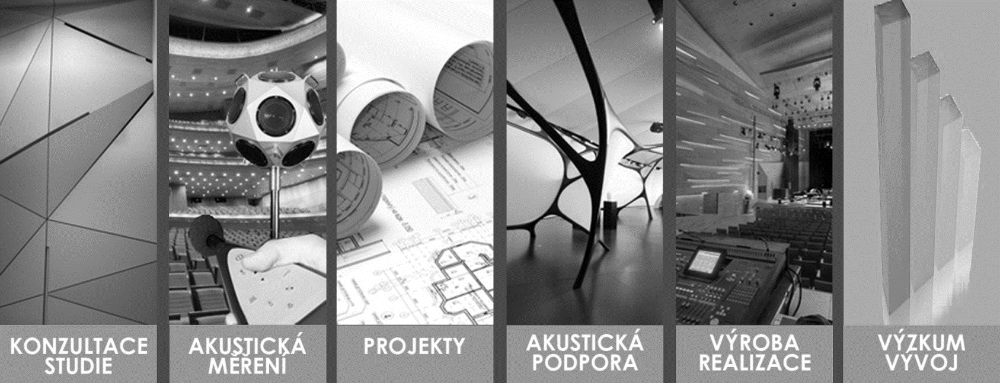 KONZULTACE
STUDIE
AKUSTICKÁ
MĚŘENÍ
PROJEKTY
AKUSTICKÁ
PODPORA
VÝROBA
REALIZACE
VÝZKUM
VÝVOJ